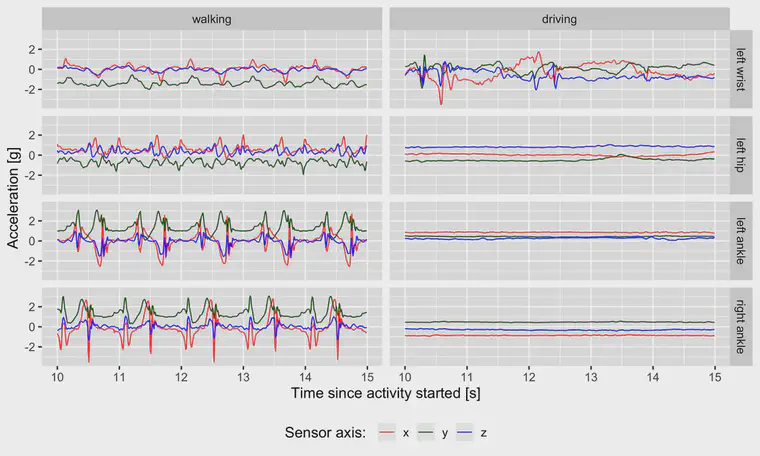 walking driving
Acceleration [g]
2
0
-2
left wrist
2
0
-2
left hip
2
0
-2
left ankle
2
0
-2
right ankle
10 11 12 13 14 15 10 11 12 13 14 15
Time since activity started [s]
Sensor axis: x y z